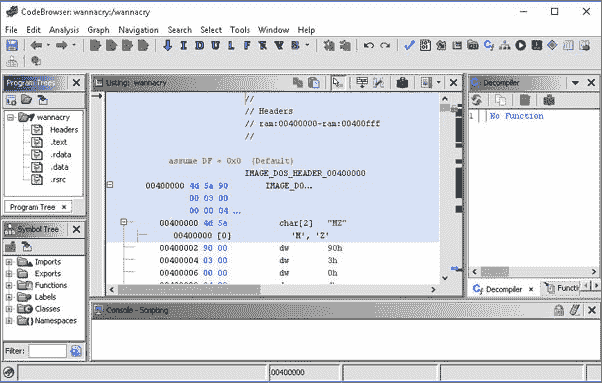 CodeBrowser: wannacry:/wannacry
File Edit Analysis Graph Navigation Search Select Tools Window Help
I D U L F
Program Trees
Headers
.text
.rdata
.data
.rsrc
Program Tree ×
Symbol Tree
Imports
Exports
Functions
Labels
Classes
Namespaces
Filter:
Listing: wannacry
//
// Headers
// ram:00400000-ram:00400fff
//
assume DF = 0x0 (Default)
IMAGE_DOS_HEADER_00400000
00400000 4d 5a 90 IMAGE_DO...
00 03 00
00 00 04 ...
00400000 4d 5a char[2] "MZ"
00400000 [0] 'M', 'Z'
00400002 90 00 dw 90h
00400004 03 00 dw 3h
00400006 00 00 dw 0h
Decompiler
1 No Function
Decompiler ×
Console - Scripting
00400000